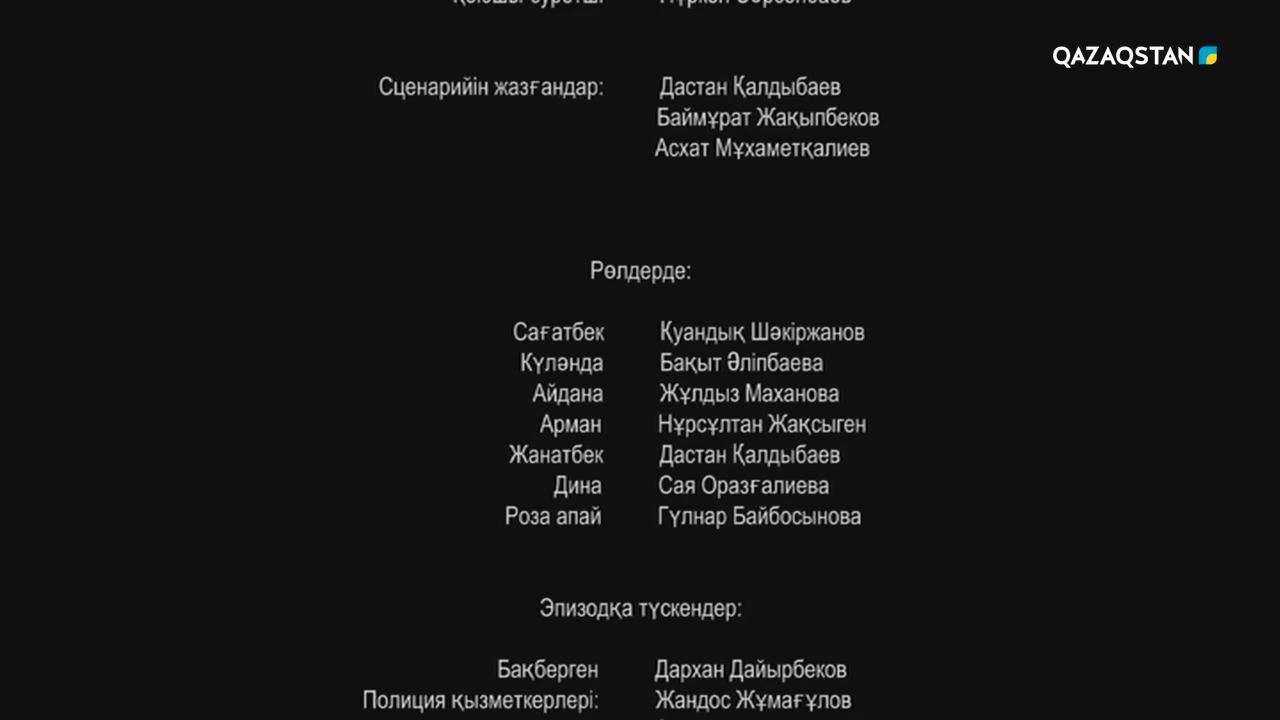 QAZAQSTAN
Сценарийін жазғандар: Дастан Қалдыбаев
Баймұрат Жақыпбеков
Асхат Мұхаметқалиев
Рөлдерде:
Сағатбек Қуандық Шәкіржанов
Күләнда Бақыт Әліпбаева
Айдана Жұлдыз Маханова
Арман Нұрсұлтан Жақсыген
Жанатбек Дастан Қалдыбаев
Дина Сая Оразғалиева
Роза апай Гүлнар Байбосынова
Эпизодқа түскендер:
Бақберген Дархан Дайырбеков
Полиция қызметкерлері: Жандос Жұмағұлов